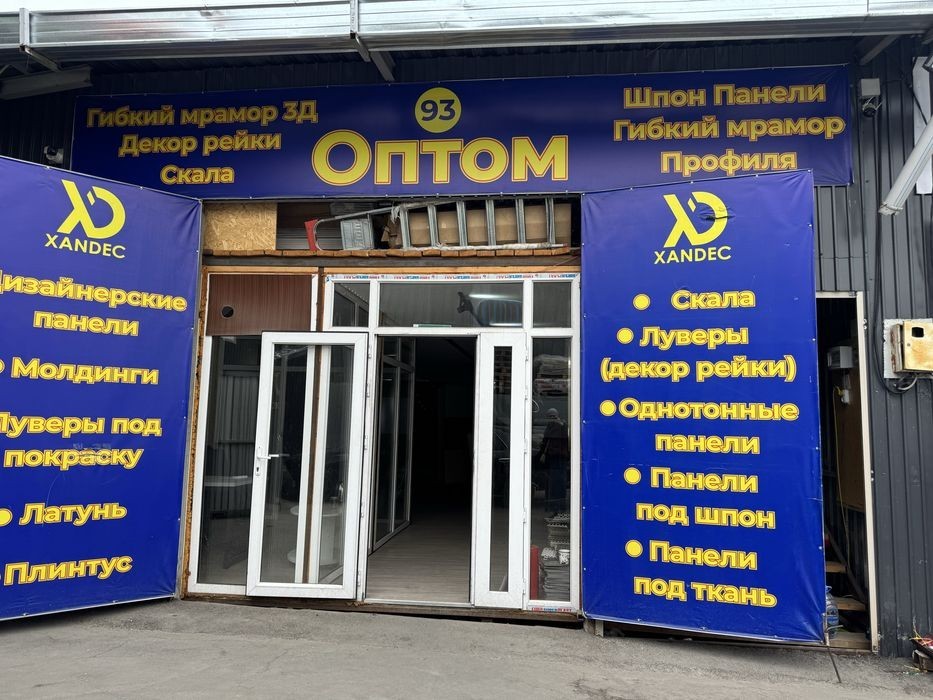 Гибкий мрамор 3Д
Декор рейки
Скала
93
Оптом
Шпон Панели
Гибкий мрамор
Профиля
XANDEC
Дизайнерские
панели
Молдинги
Луверы под
покраску
Латунь
Плинтус
XANDEC
Скала
Луверы
(декор рейки)
Однотонные
панели
Панели
под шпон
Панели
под ткань